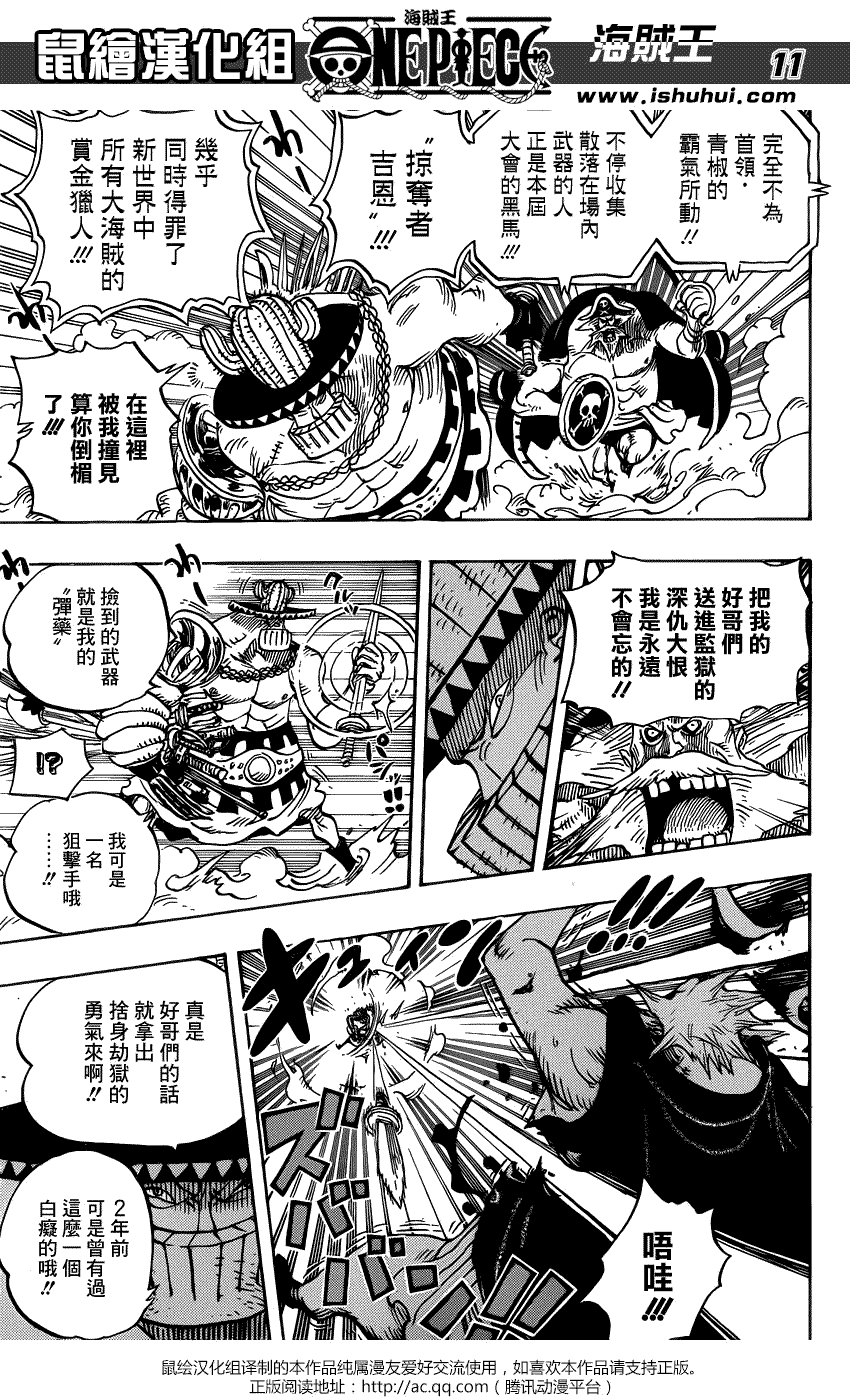 鼠繪漢化組
海賊王
ONE PIECE
海賊王
www.ishuhui.com
11
完全不為
首領·
青椒的
霸氣所動!!
不停收集
散落在場內
武器的人
正是本屆
大會的黑馬!!!
“掠奪者
吉恩”!!!
幾乎
同時得罪了
新世界中
所有大海賊的
賞金獵人!!!
在這裡
被我撞見
算你倒楣
了!!!
把我的
好哥們
送進監獄的
深仇大恨
我是永遠
不會忘的!!
撿到的武器
就是我的
“彈藥”
!?
我可是
一名
狙擊手哦
……!!
唔哇
!!!
真是
好哥們的話
就拿出
捨身劫獄的
勇氣來啊!!
2年前
可是曾有過
這麼一個
白癡的哦!!
ズババ
鼠绘汉化组译制的本作品纯属漫友爱好交流使用，如喜欢本作品请支持正版。
正版阅读地址：http://ac.qq.com（腾讯动漫平台）